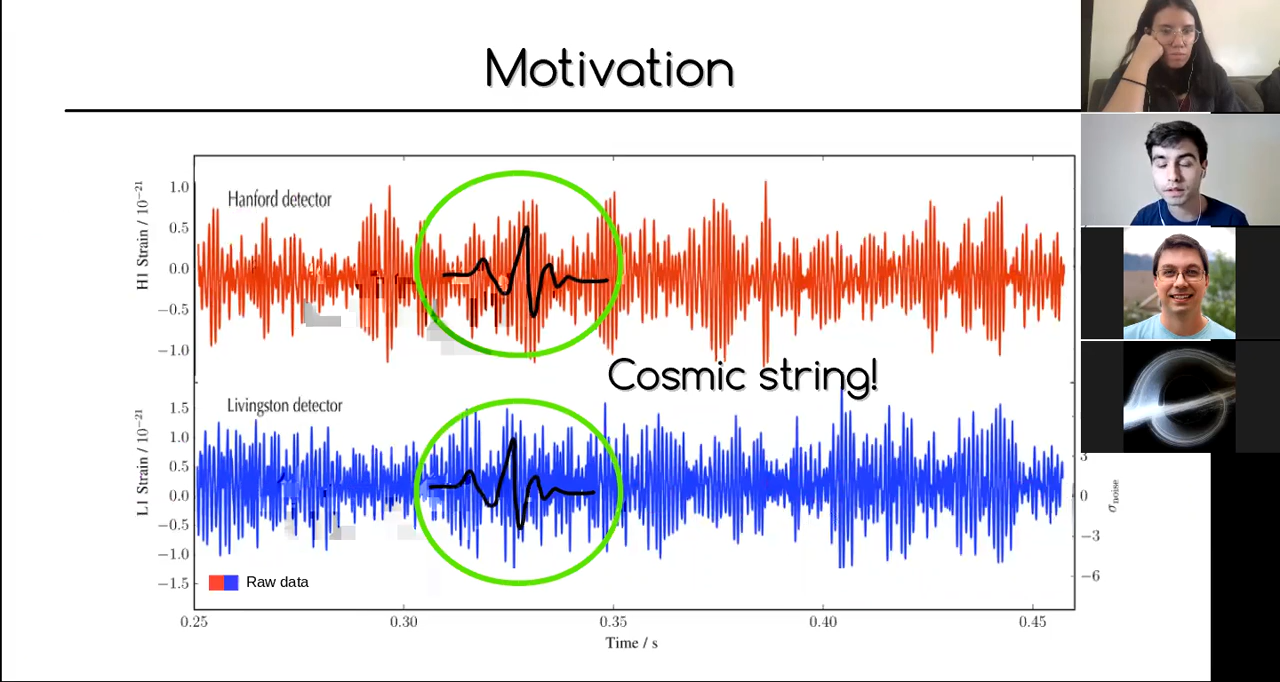 Motivation
H1 Strain / 10⁻²¹
1.0
0.5
0.0
−0.5
−1.0
Hanford detector
Cosmic string!
L1 Strain / 10⁻²¹
1.5
1.0
0.5
0.0
−0.5
−1.0
−1.5
Livingston detector
Raw data
3
0
−3
−6
σnoise
0.25 0.30 0.35 0.40 0.45
Time / s